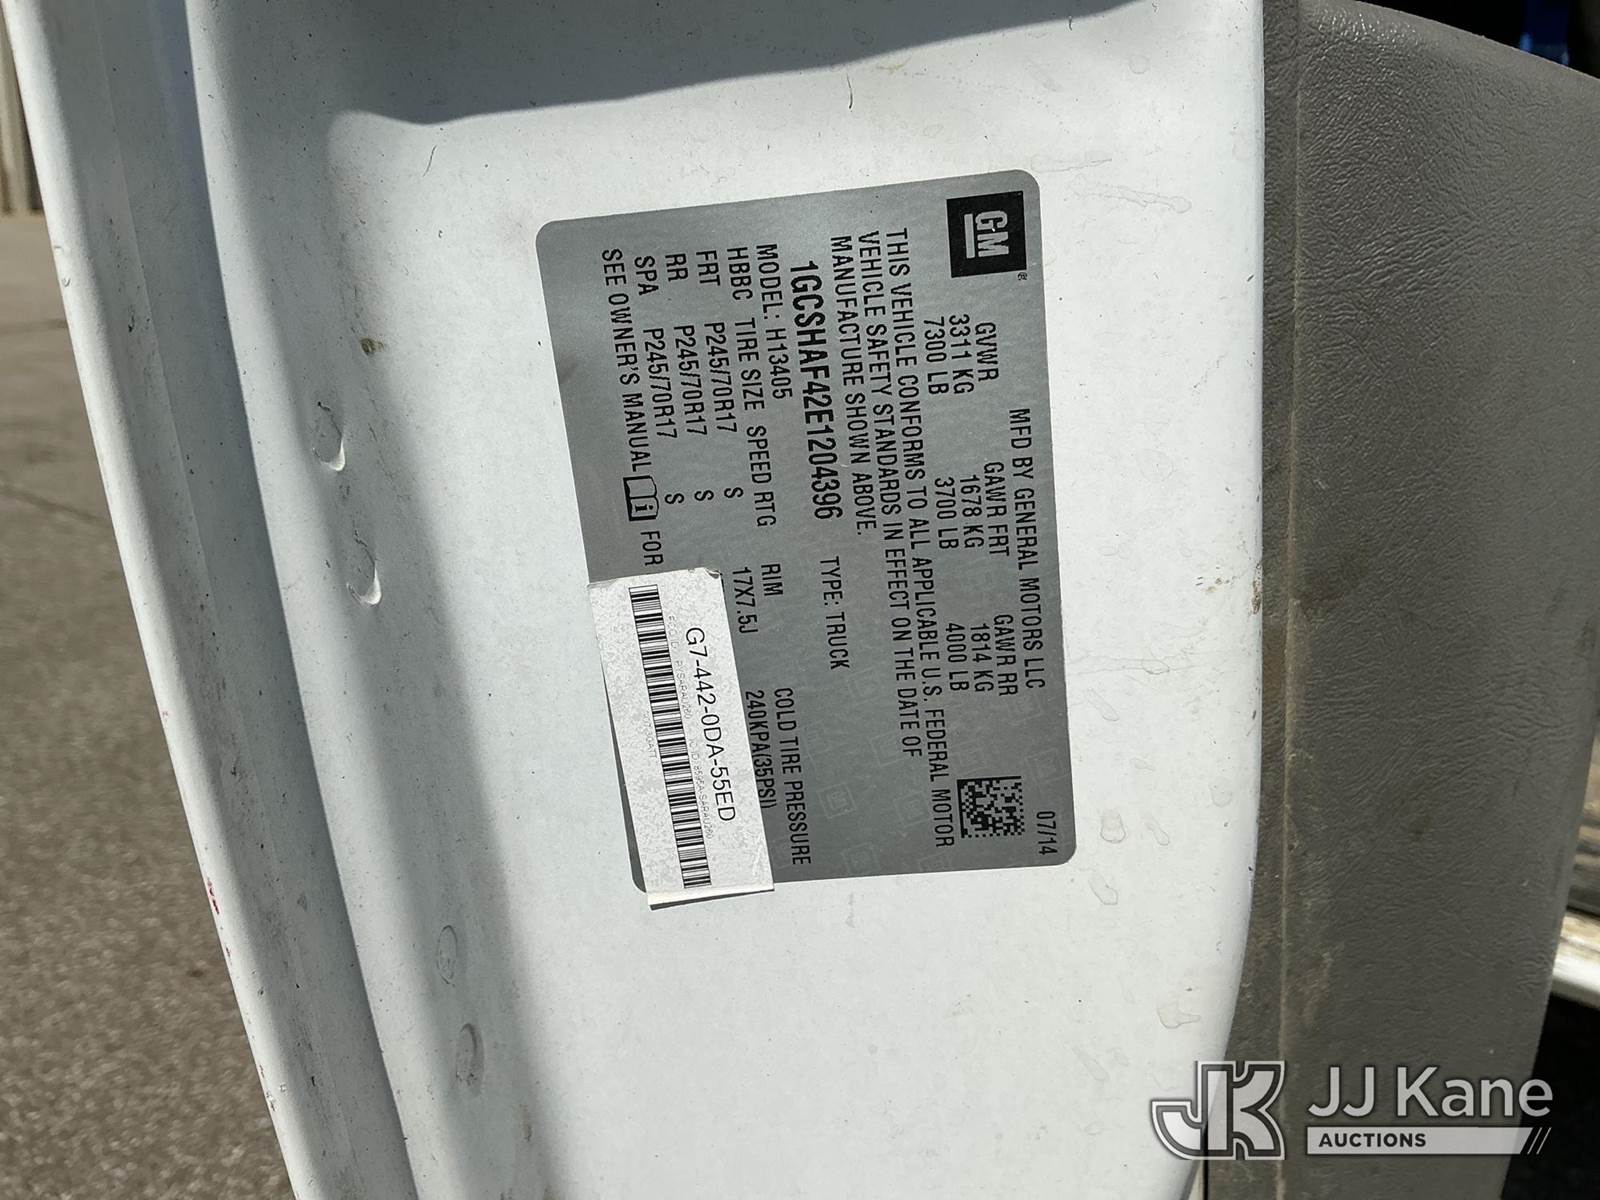 MFD BY GENERAL MOTORS LLC 07/14
GM
GVWR GAWR FRT GAWR RR
3311 KG 1678 KG 1814 KG
7300 LB 3700 LB 4000 LB
THIS VEHICLE CONFORMS TO ALL APPLICABLE U.S. FEDERAL MOTOR
VEHICLE SAFETY STANDARDS IN EFFECT ON THE DATE OF
MANUFACTURE SHOWN ABOVE.
1GCSHAF42E1204396 TYPE: TRUCK
MODEL: H13405
HBBC TIRE SIZE SPEED RTG RIM COLD TIRE PRESSURE
FRT P245/70R17 S 17X7.5J 240KPA(35PSI)
RR P245/70R17 S
SPA P245/70R17 S
SEE OWNER'S MANUAL i FOR
G7-442-0DA-55ED
JK JJ Kane
AUCTIONS